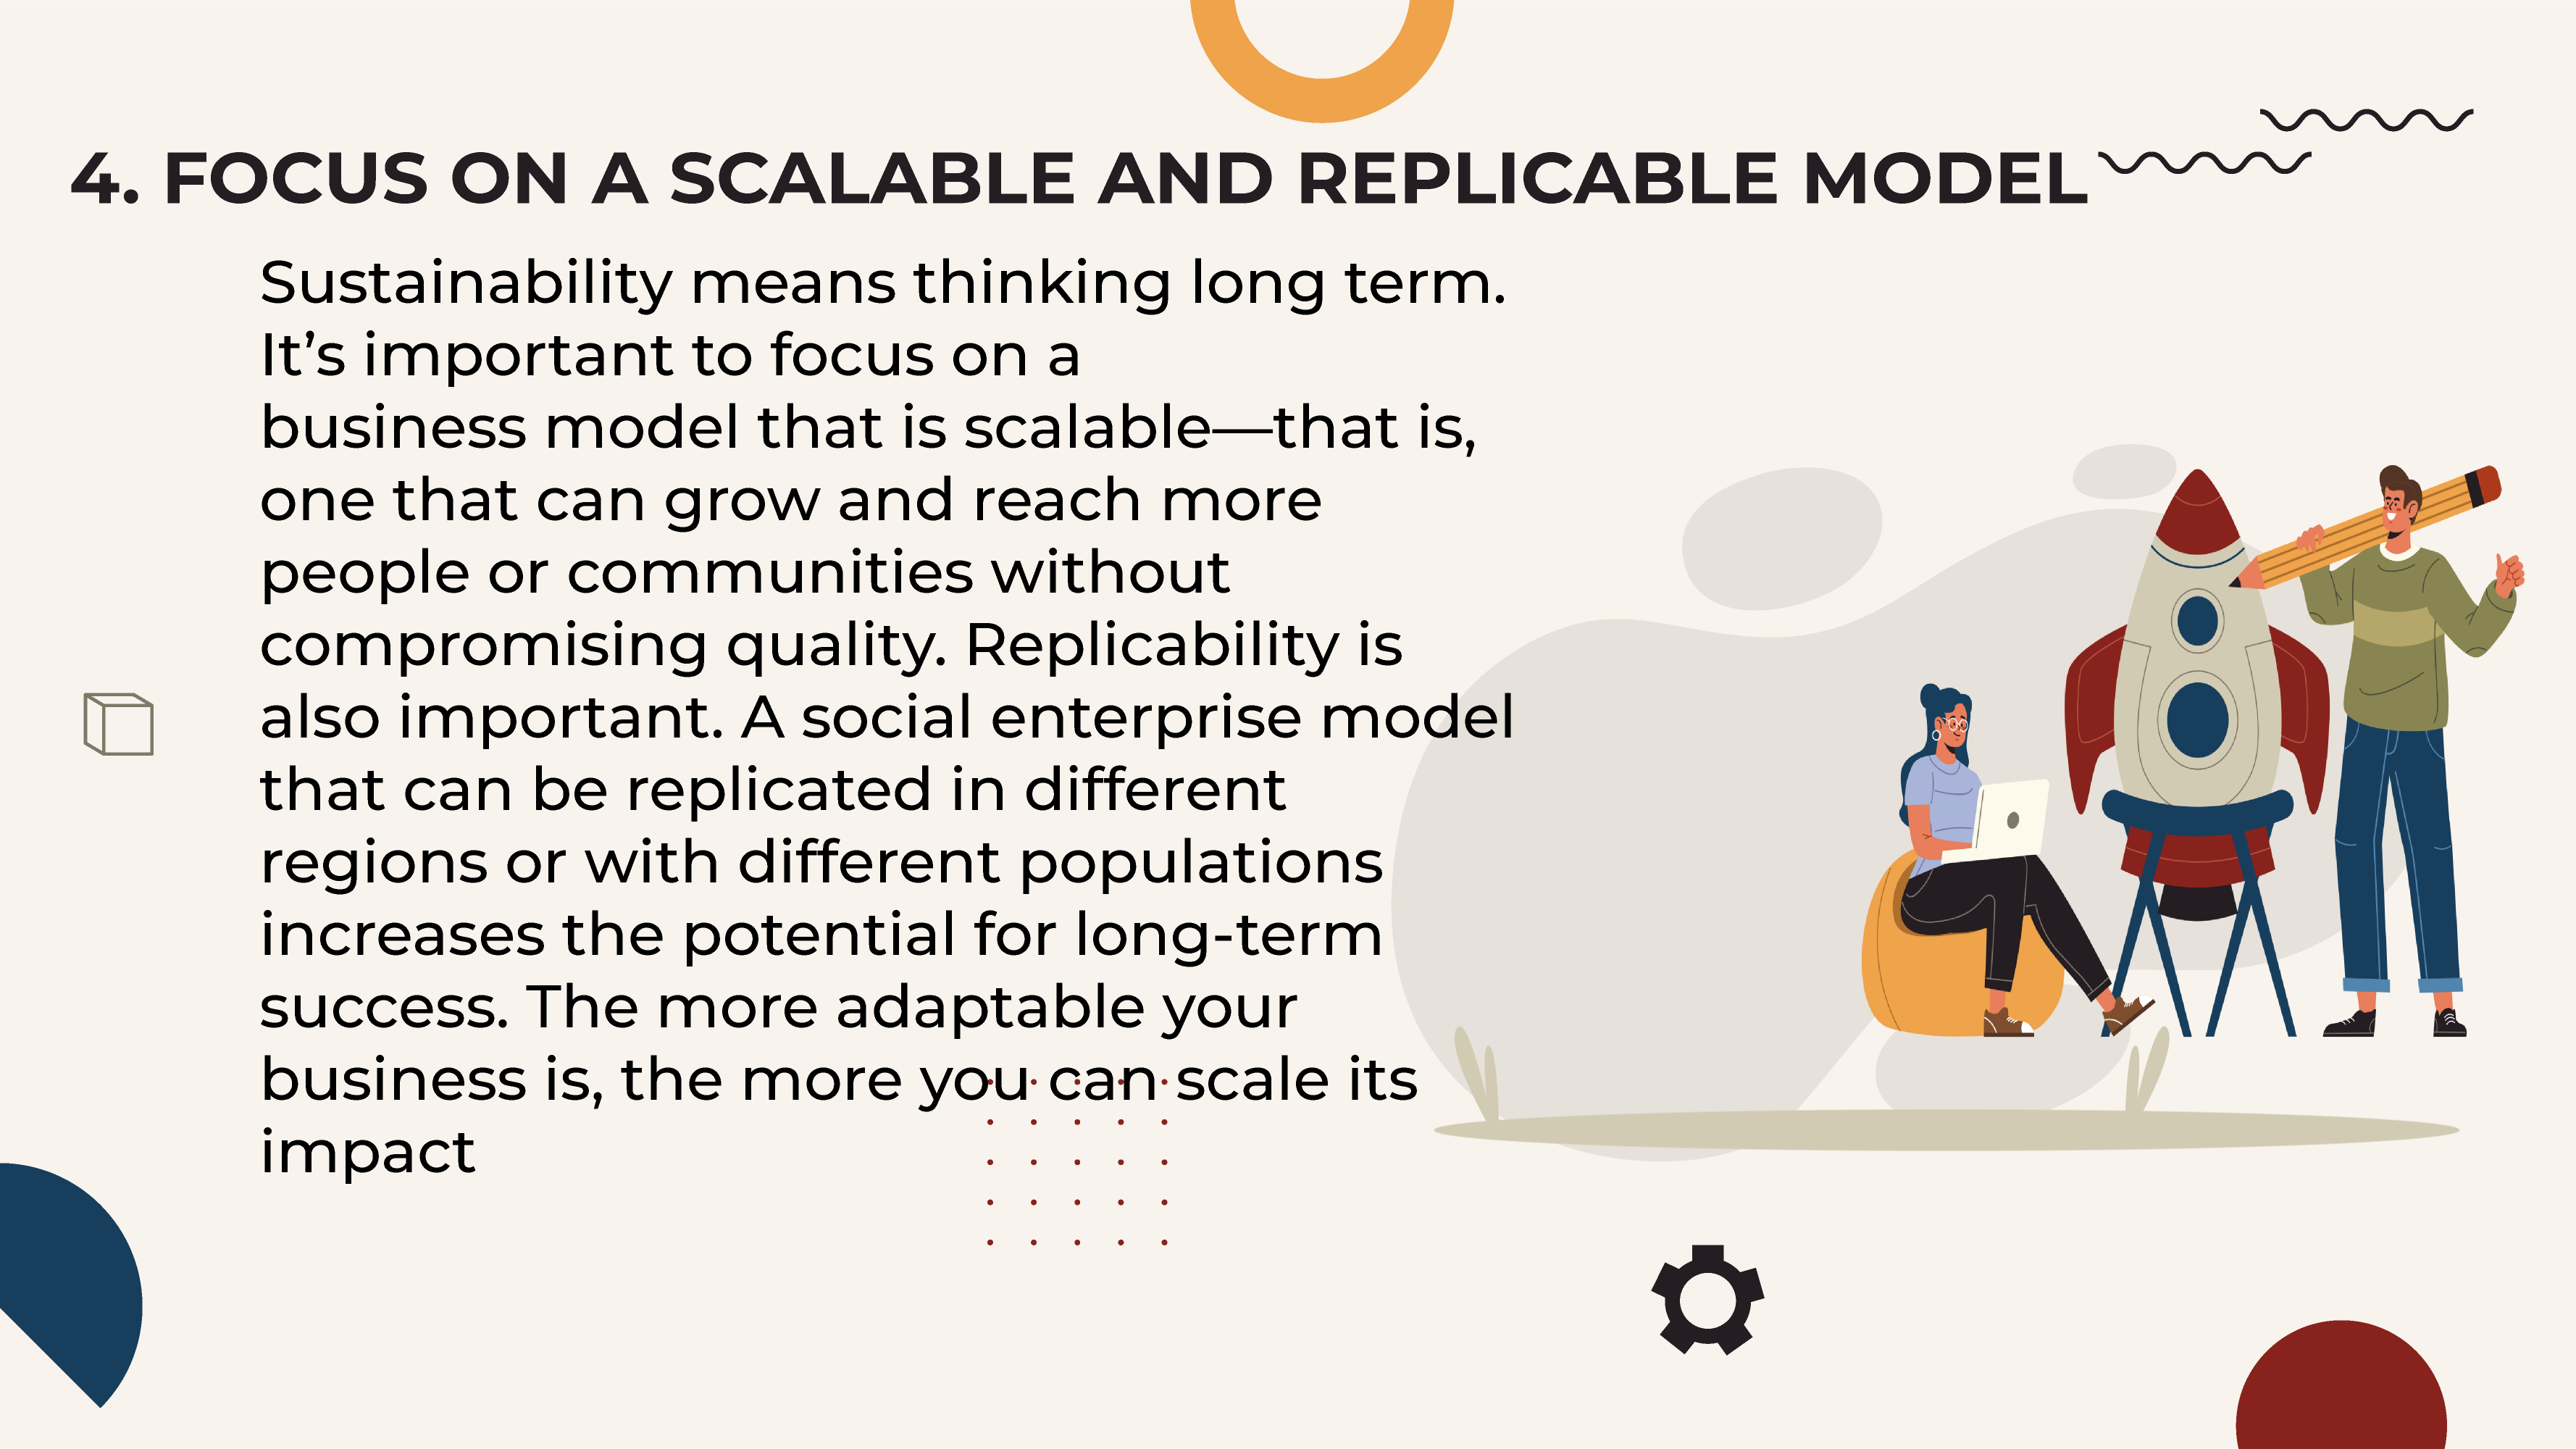 4. FOCUS ON A SCALABLE AND REPLICABLE MODEL
Sustainability means thinking long term.
It’s important to focus on a
business model that is scalable—that is,
one that can grow and reach more
people or communities without
compromising quality. Replicability is
also important. A social enterprise model
that can be replicated in different
regions or with different populations
increases the potential for long-term
success. The more adaptable your
business is, the more you can scale its
impact